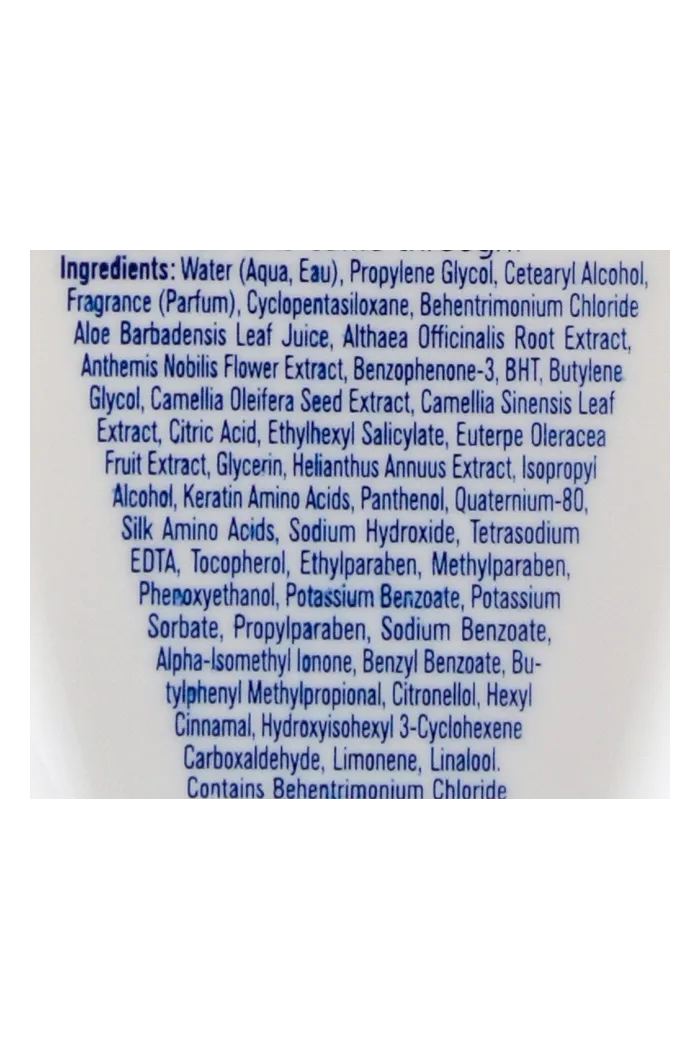 Ingredients: Water (Aqua, Eau), Propylene Glycol, Cetearyl Alcohol,
Fragrance (Parfum), Cyclopentasiloxane, Behentrimonium Chloride
Aloe Barbadensis Leaf Juice, Althaea Officinalis Root Extract,
Anthemis Nobilis Flower Extract, Benzophenone-3, BHT, Butylene
Glycol, Camellia Oleifera Seed Extract, Camellia Sinensis Leaf
Extract, Citric Acid, Ethylhexyl Salicylate, Euterpe Oleracea
Fruit Extract, Glycerin, Helianthus Annuus Extract, Isopropyl
Alcohol, Keratin Amino Acids, Panthenol, Quaternium-80,
Silk Amino Acids, Sodium Hydroxide, Tetrasodium
EDTA, Tocopherol, Ethylparaben, Methylparaben,
Phenoxyethanol, Potassium Benzoate, Potassium
Sorbate, Propylparaben, Sodium Benzoate,
Alpha-Isomethyl Ionone, Benzyl Benzoate, Bu-
tylphenyl Methylpropional, Citronellol, Hexyl
Cinnamal, Hydroxyisohexyl 3-Cyclohexene
Carboxaldehyde, Limonene, Linalool.
Contains Behentrimonium Chloride